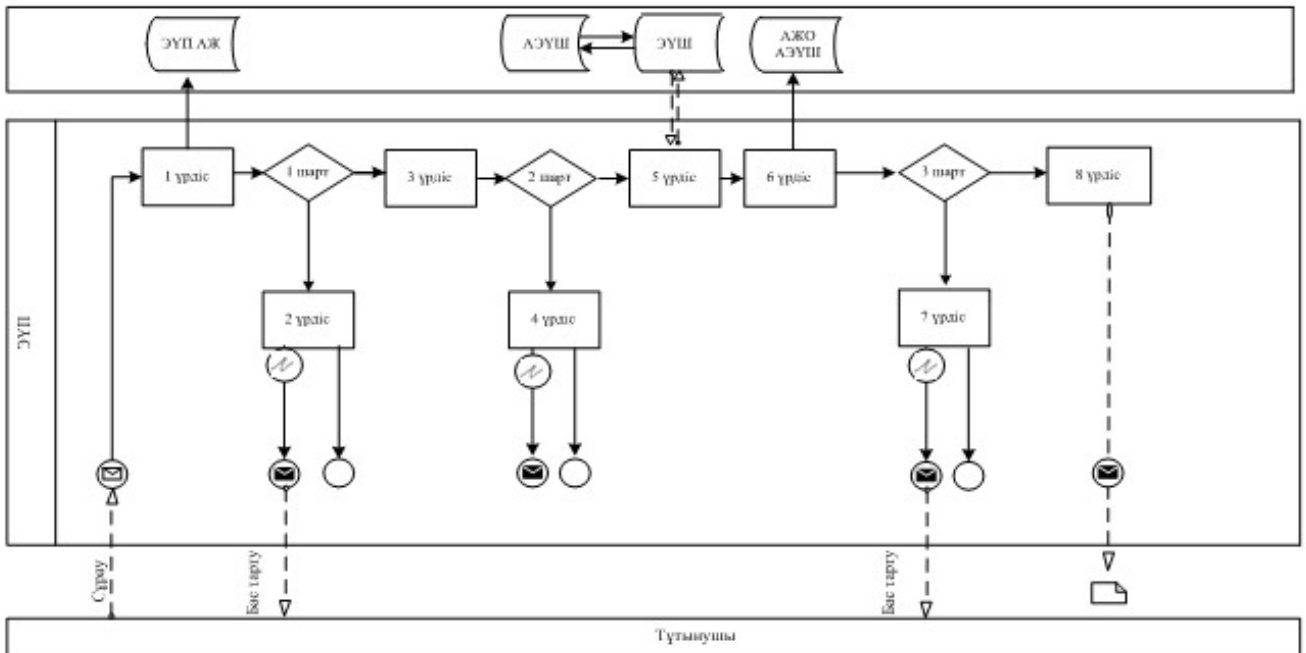 ЭҮП АЖ
АЭҮШ
ЭҮШ
АЖО
АЭҮШ
1 үрдіс
1 шарт
3 үрдіс
2 шарт
5 үрдіс
6 үрдіс
3 шарт
8 үрдіс
2 үрдіс
4 үрдіс
7 үрдіс
ЭҮП
Сұрау
Бас тарту
Бас тарту
Тұтынушы